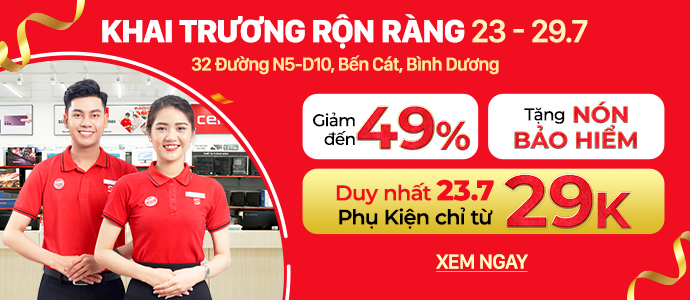 KHAI TRƯƠNG RỘN RÀNG 23 - 29.7
32 Đường N5-D10, Bến Cát, Bình Dương
Giảm đến 49%
Tặng NÓN BẢO HIỂM
Duy nhất 23.7
Phụ Kiện chỉ từ 29K
XEM NGAY